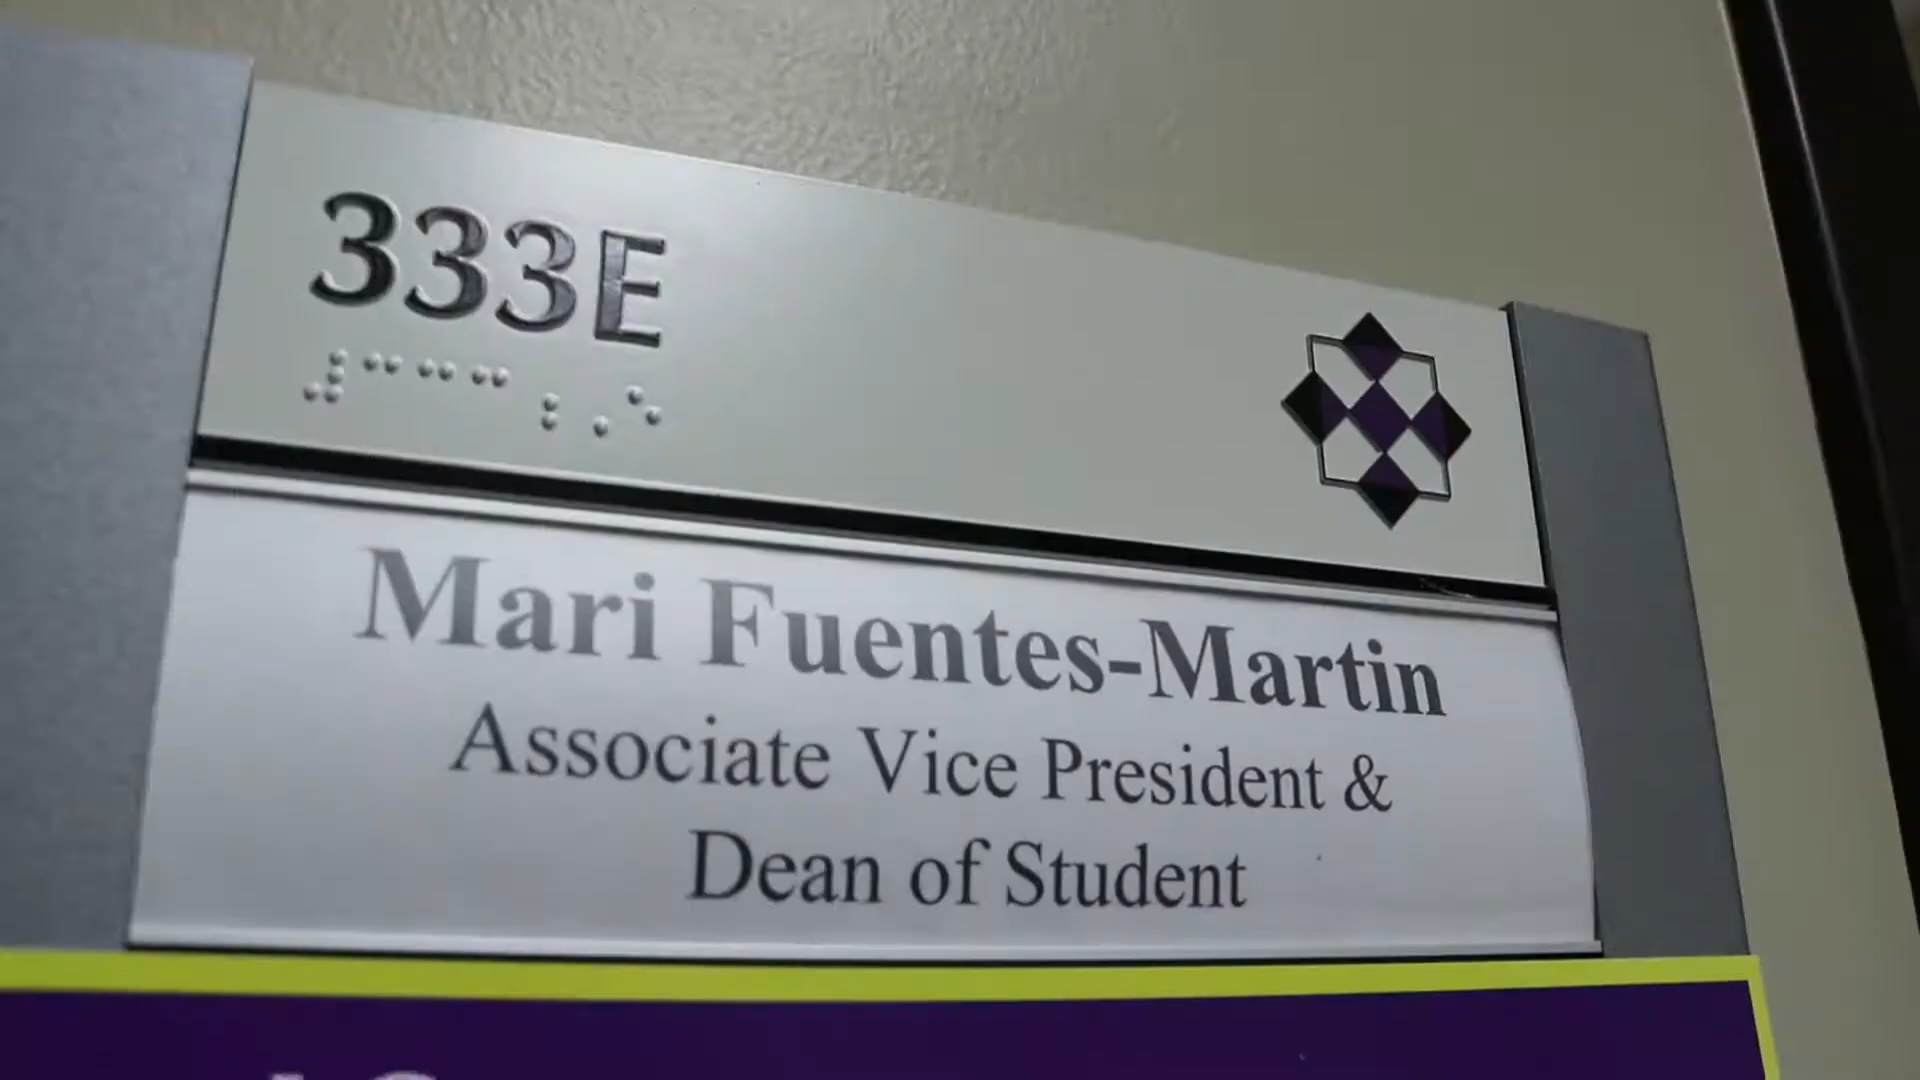 333E
⠼⠉⠉⠉⠰⠑
Mari Fuentes-Martin
Associate Vice President &
Dean of Student